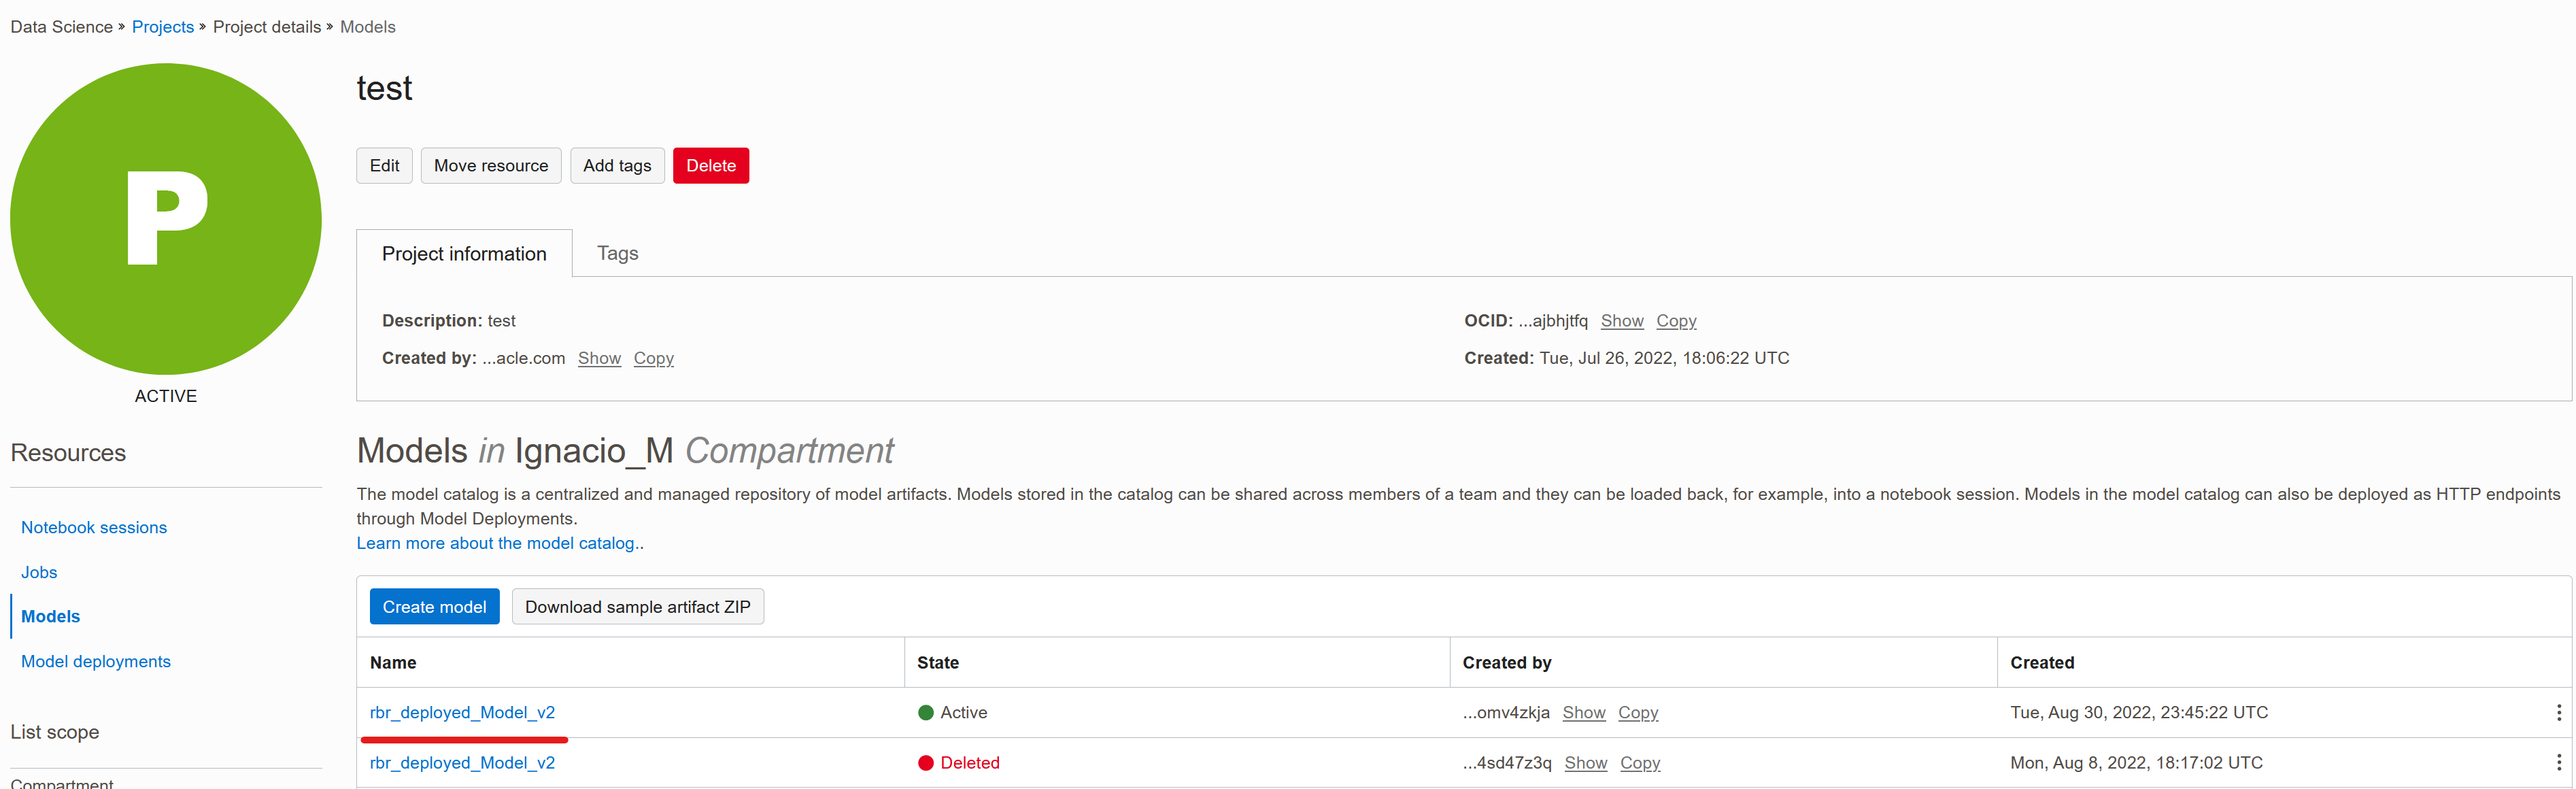 Data Science » Projects » Project details » Models
P
ACTIVE
test
Edit Move resource Add tags Delete
Project information Tags
Description: test
Created by: ...acle.com Show Copy
OCID: ...ajbhjtfq Show Copy
Created: Tue, Jul 26, 2022, 18:06:22 UTC
Resources
Notebook sessions
Jobs
Models
Model deployments
List scope
Compartment
Models in Ignacio_M Compartment
The model catalog is a centralized and managed repository of model artifacts. Models stored in the catalog can be shared across members of a team and they can be loaded back, for example, into a notebook session. Models in the model catalog can also be deployed as HTTP endpoints
through Model Deployments.
Learn more about the model catalog..
Create model Download sample artifact ZIP
Name State Created by Created
rbr_deployed_Model_v2 Active ...omv4zkja Show Copy Tue, Aug 30, 2022, 23:45:22 UTC
rbr_deployed_Model_v2 Deleted ...4sd47z3q Show Copy Mon, Aug 8, 2022, 18:17:02 UTC